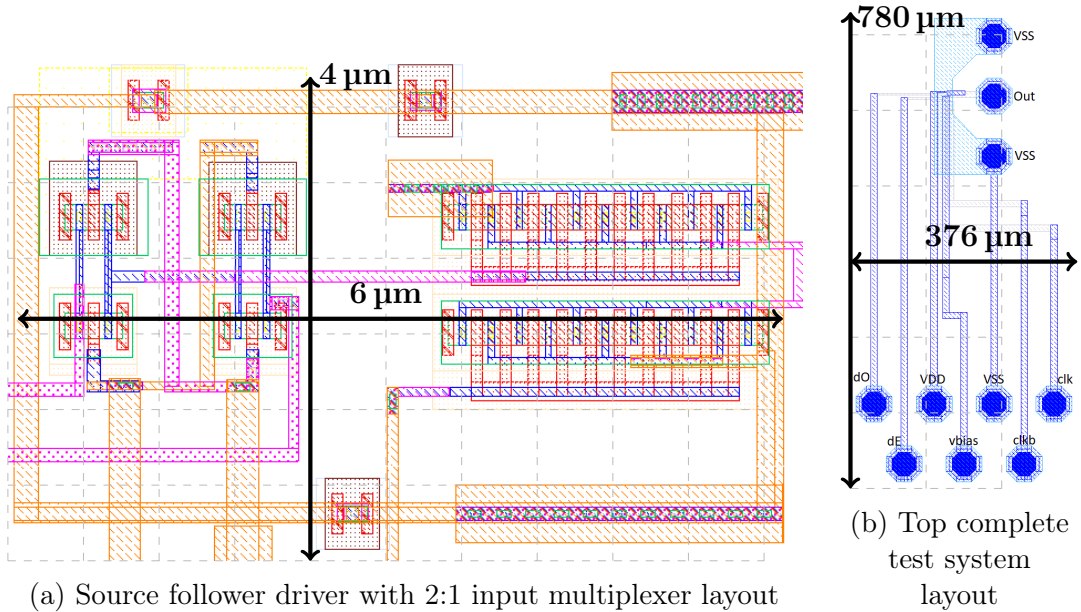 4 µm
6 µm
(a) Source follower driver with 2:1 input multiplexer layout
780 µm
VSS
Out
VSS
376 µm
dO
VDD
VSS
clk
dE
vbias
clkb
(b) Top complete
test system
layout